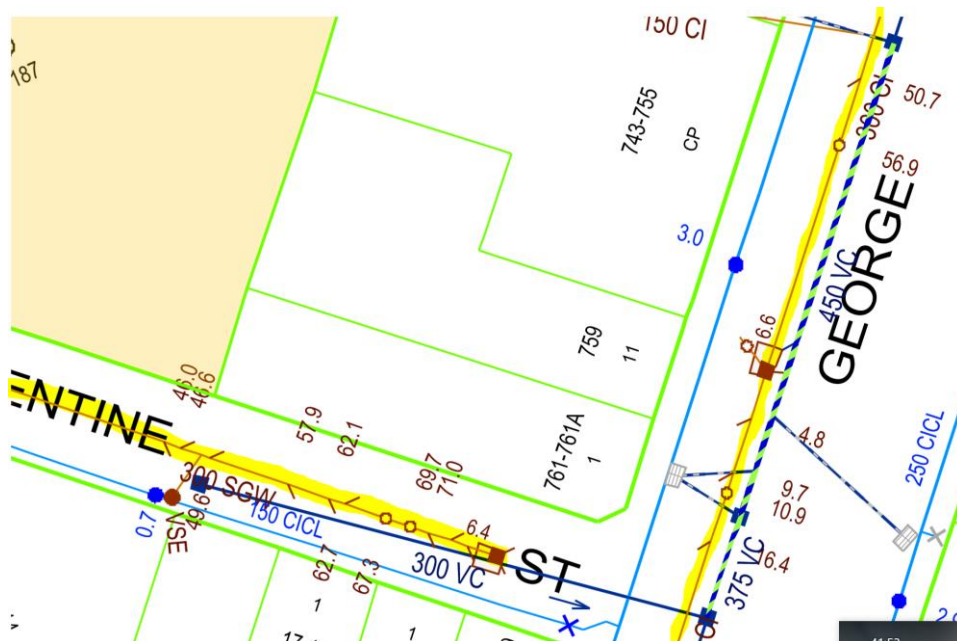 150 CI
187
743-755
CP
360 CI
50.7
56.9
3.0
450 VC
GEORGE
6.6
759
11
46.0
46.6
57.9
62.1
69.7
71.0
761-761A
1
4.8
250 CICL
ENTINE
300 SGW
6.4
9.7
10.9
0.7
VSE
49.6
150 CICL
62.7
67.3
300 VC
ST
375 VC
6.4
1
1